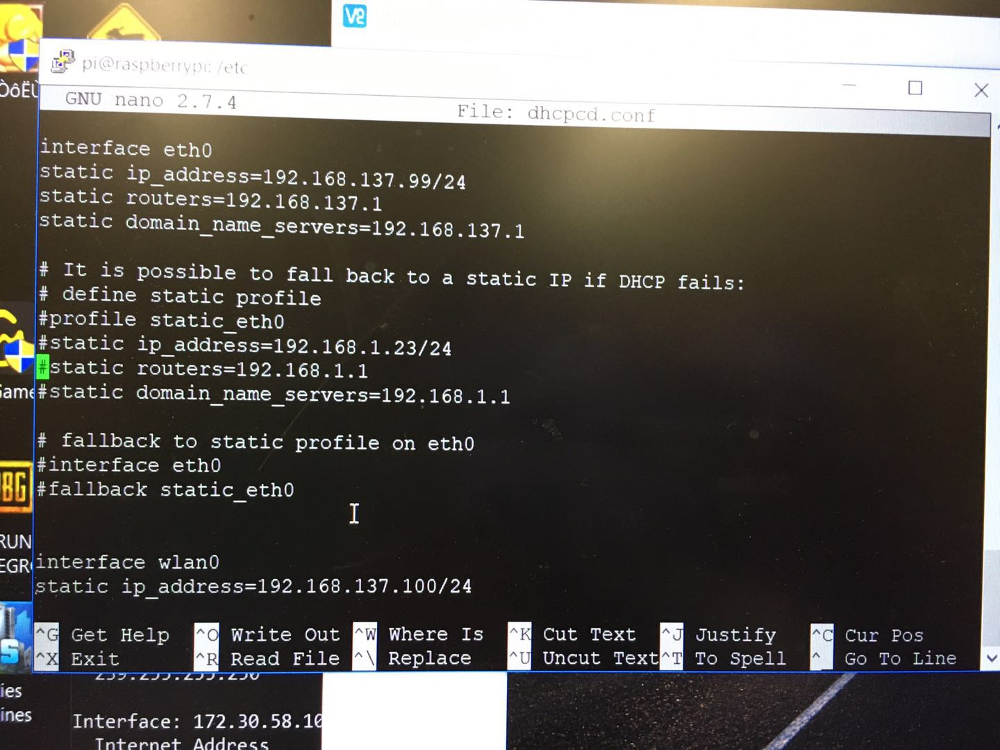 V2
pi@raspberrypi: /etc
GNU nano 2.7.4 File: dhcpcd.conf
interface eth0
static ip_address=192.168.137.99/24
static routers=192.168.137.1
static domain_name_servers=192.168.137.1
# It is possible to fall back to a static IP if DHCP fails:
# define static profile
#profile static_eth0
#static ip_address=192.168.1.23/24
#static routers=192.168.1.1
#static domain_name_servers=192.168.1.1
# fallback to static profile on eth0
#interface eth0
#fallback static_eth0
interface wlan0
static ip_address=192.168.137.100/24
^G Get Help ^O Write Out ^W Where Is ^K Cut Text ^J Justify ^C Cur Pos
^X Exit ^R Read File ^\ Replace ^U Uncut Text ^T To Spell ^ Go To Line
Interface: 172.30.58.10
Internet Address
ÒôËÙ
Game
BG
RUN
EGR
S
ies
ines